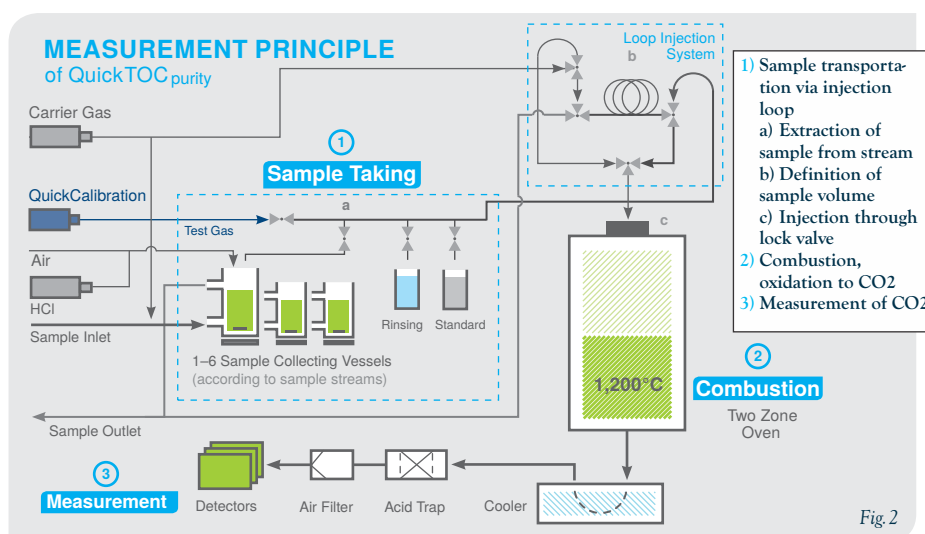 MEASUREMENT PRINCIPLE
of QuickTOC purity
Carrier Gas
QuickCalibration
Air
HCl
Sample Inlet
Sample Outlet
1
Sample Taking
a
Test Gas
Rinsing
Standard
1–6 Sample Collecting Vessels
(according to sample streams)
Loop Injection
System
b
c
1,200°C
2
Combustion
Two Zone
Oven
3
Measurement
Detectors
Air Filter
Acid Trap
Cooler
1) Sample transporta-
tion via injection
loop
a) Extraction of
sample from stream
b) Definition of
sample volume
c) Injection through
lock valve
2) Combustion,
oxidation to CO2
3) Measurement of CO2
Fig. 2